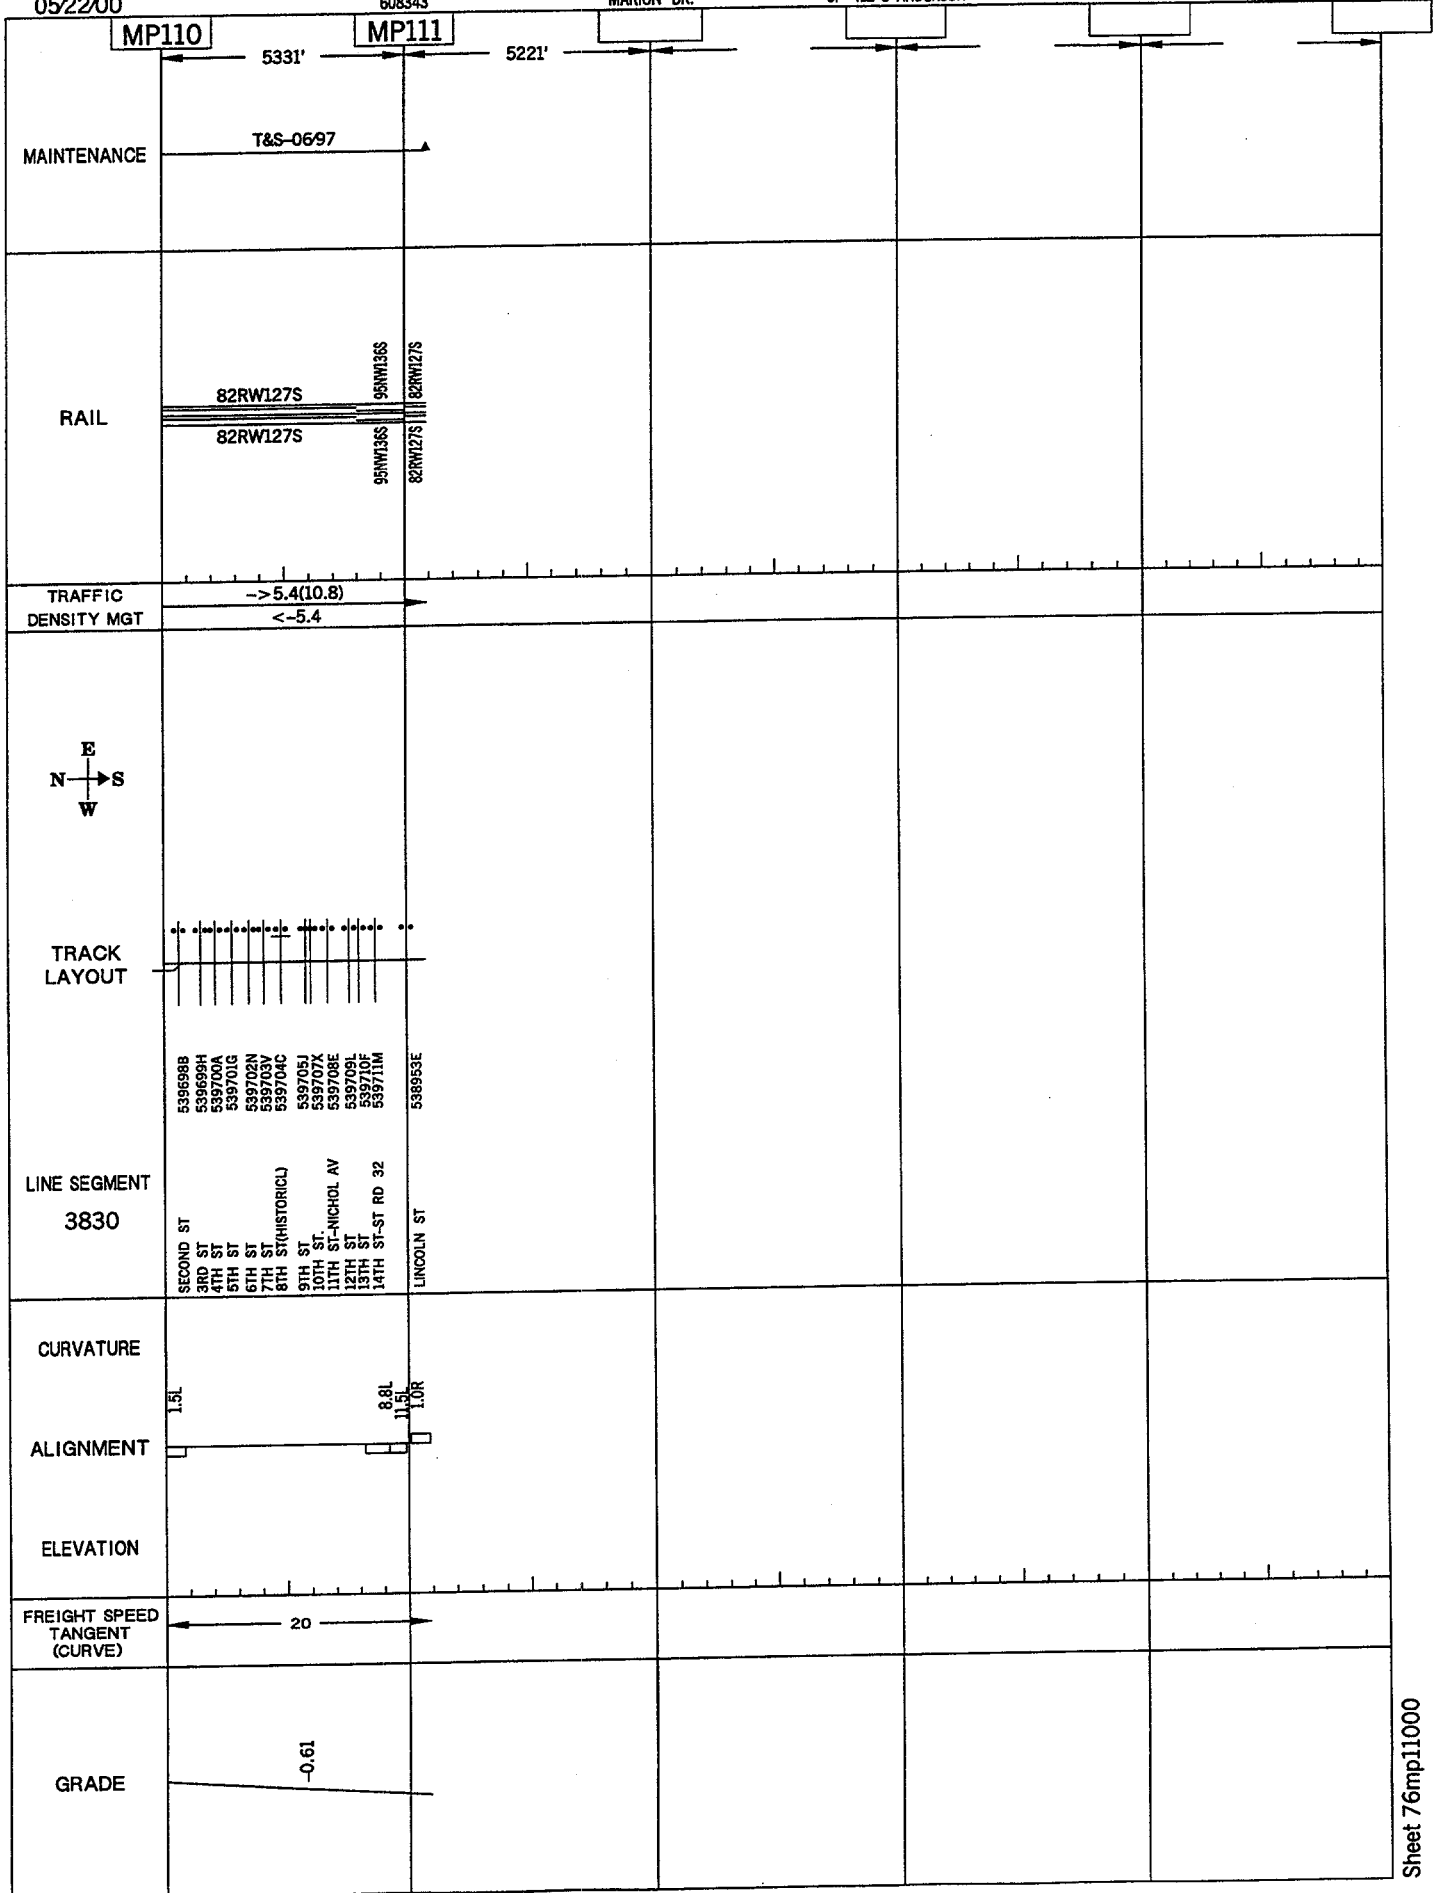 05/22/00
608343
MARION DR.
MP110
MP111
5331'
5221'
MAINTENANCE
T&S-06/97
RAIL
82RW127S
82RW127S
95NW136S
82RW127S
95NW136S
82RW127S
TRAFFIC
DENSITY MGT
->5.4(10.8)
<-5.4
E
N S
W
TRACK
LAYOUT
539698B
539699H
539700A
539701G
539702N
539703V
539704C
539705J
539707X
539708E
539709L
539710F
539711M
538953E
LINE SEGMENT
3830
SECOND ST
3RD ST
4TH ST
5TH ST
6TH ST
7TH ST
8TH ST(HISTORICL)
9TH ST
10TH ST.
11TH ST-NICHOL AV
12TH ST
13TH ST
14TH ST-ST RD 32
LINCOLN ST
CURVATURE
1.5L
8.8L
11.5L
1.0R
ALIGNMENT
ELEVATION
FREIGHT SPEED
TANGENT
(CURVE)
20
GRADE
-0.61
Sheet 76mp11000